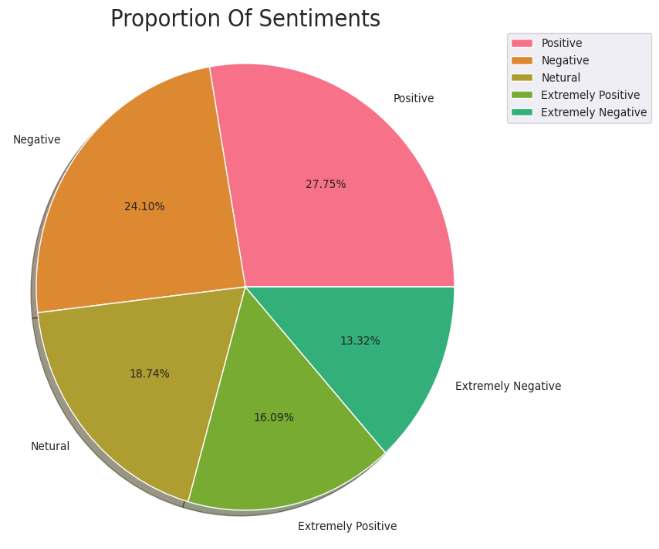 Proportion Of Sentiments
Positive
Negative
Netural
Extremely Positive
Extremely Negative
Positive
Negative
27.75%
24.10%
13.32%
18.74%
Extremely Negative
16.09%
Netural
Extremely Positive